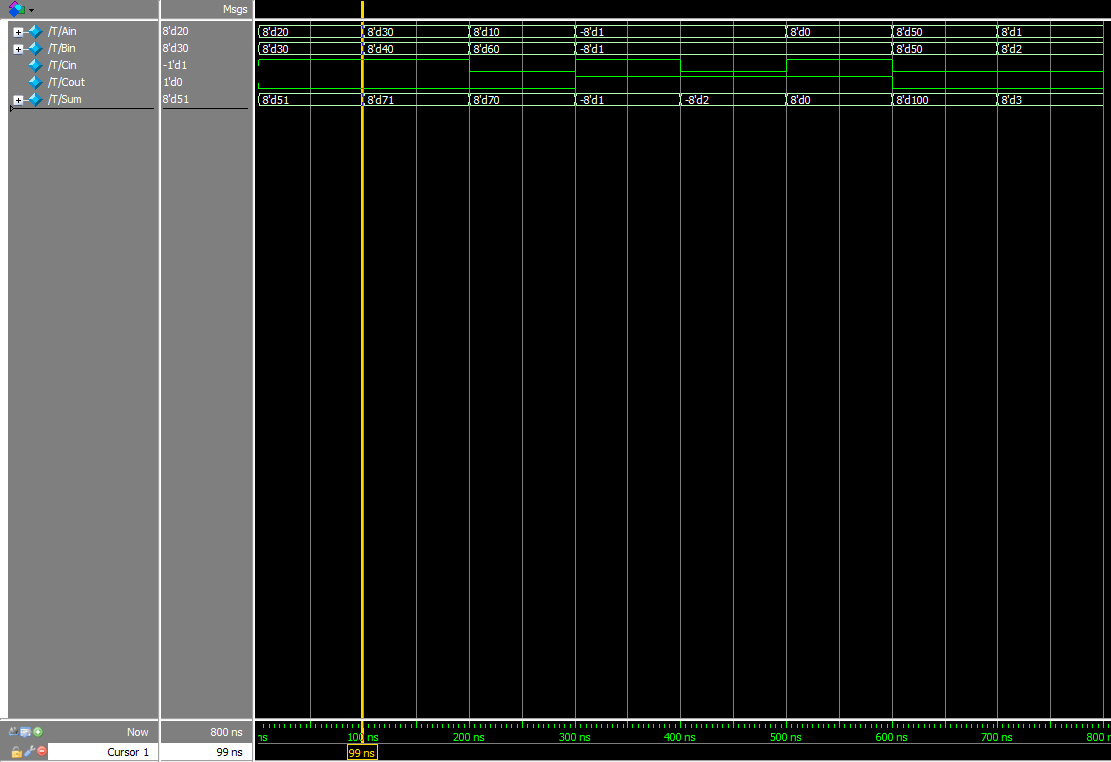 Msgs
/T/Ain 8'd20 8'd20 8'd30 8'd10 -8'd1 8'd0 8'd50 8'd1
/T/Bin 8'd30 8'd30 8'd40 8'd60 -8'd1 8'd50 8'd2
/T/Cin -1'd1
/T/Cout 1'd0
/T/Sum 8'd51 8'd51 8'd71 8'd70 -8'd1 -8'd2 8'd0 8'd100 8'd3
Now 800 ns ns 100 ns 200 ns 300 ns 400 ns 500 ns 600 ns 700 ns 800 n
Cursor 1 99 ns 99 ns